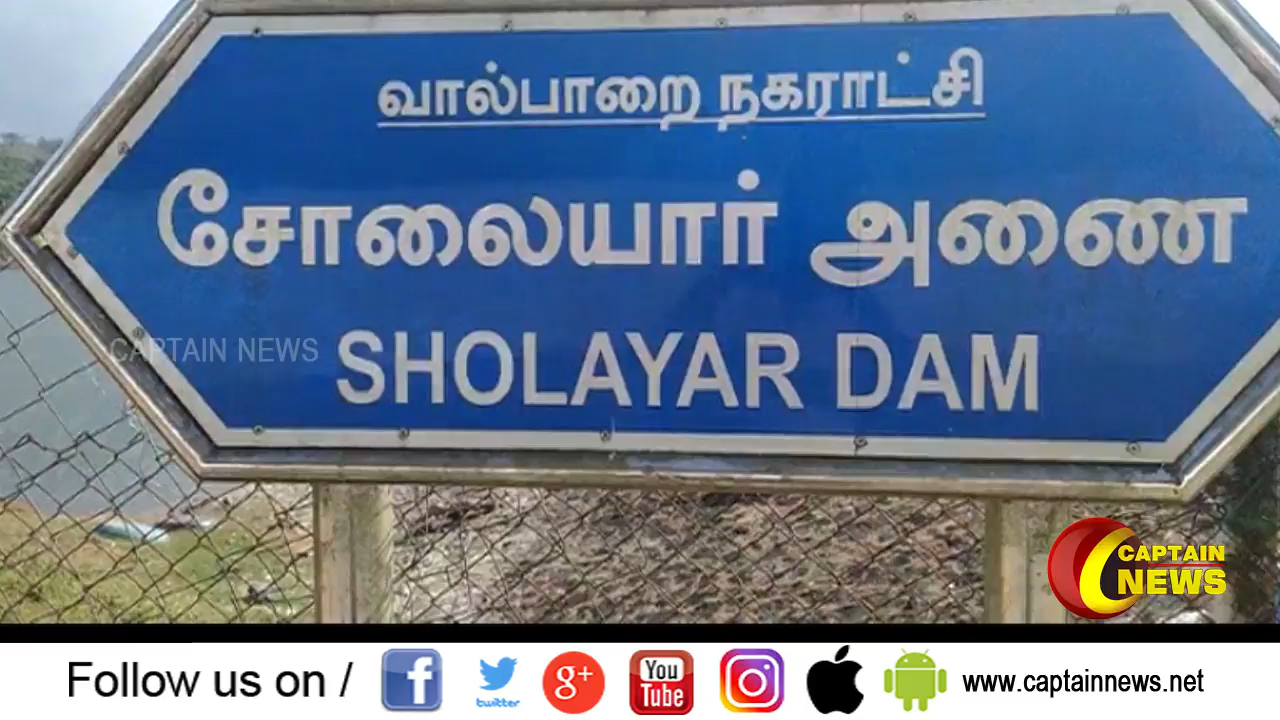 வால்பாறை நகராட்சி
சோலையார் அணை
CAPTAIN NEWS
SHOLAYAR DAM
CAPTAIN
NEWS
Follow us on /
f
twitter
g+
You
Tube
www.captainnews.net